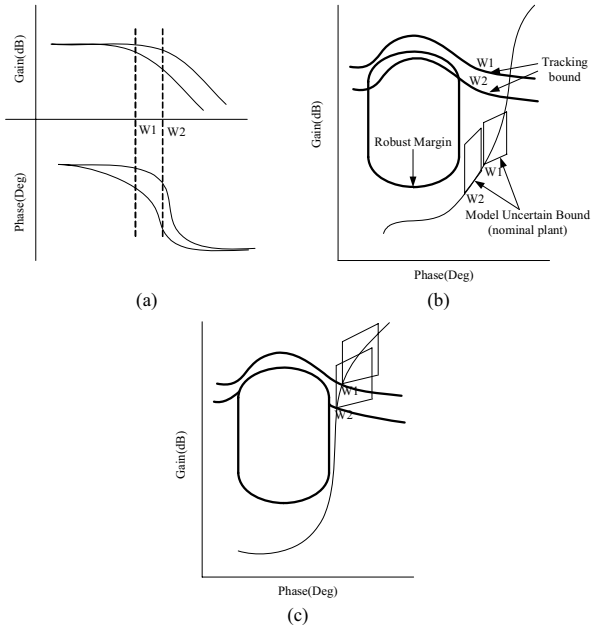 Gain(dB)
W1
W2
Phase(Deg)
(a)
Gain(dB)
W1
Tracking
bound
W2
Robust Margin
W1
W2
Model Uncertain Bound
(nominal plant)
Phase(Deg)
(b)
Gain(dB)
W1
W2
Phase(Deg)
(c)